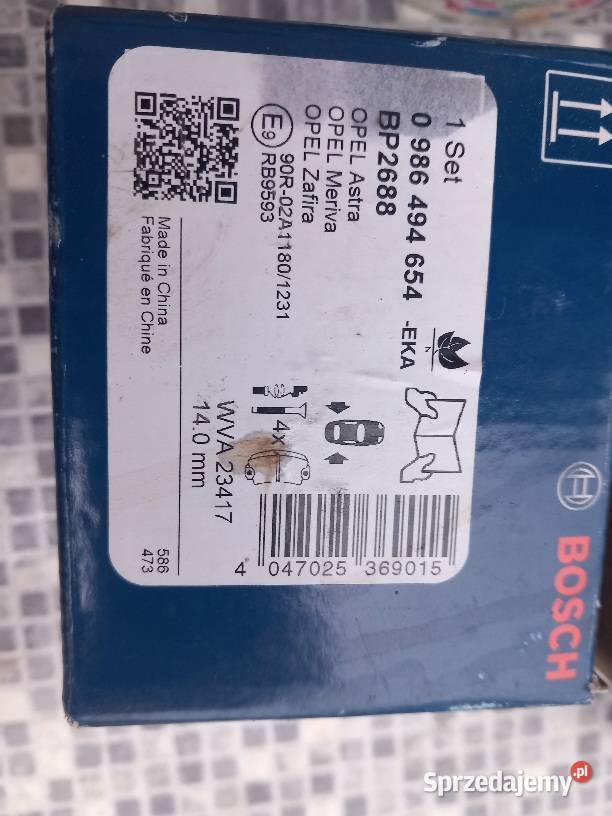 1 Set
0 986 494 654 -EKA
BP2688
N
OPEL Astra
OPEL Meriva
OPEL Zafira
E9 90R-02A1180/1231
RB9593
4x
WVA 23417
14.0 mm
Made in China
Fabriqué en Chine
586
473
4 047025 369015
BOSCH
Sprzedajemy.pl